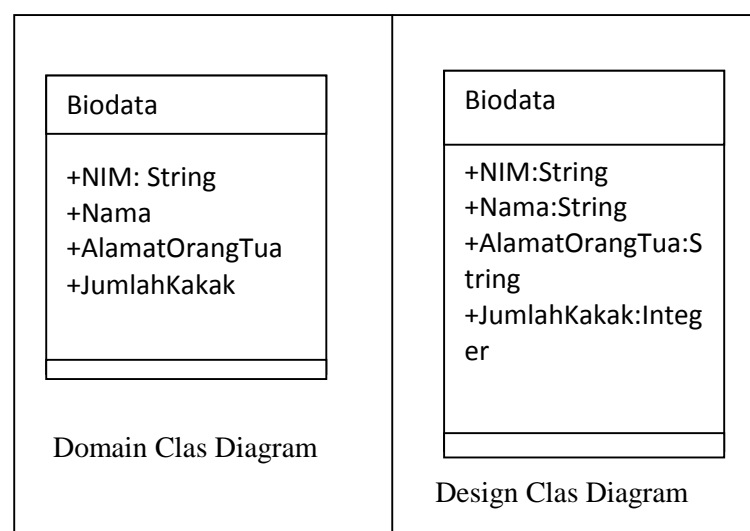 Biodata
+NIM: String
+Nama
+AlamatOrangTua
+JumlahKakak
Domain Clas Diagram
Biodata
+NIM:String
+Nama:String
+AlamatOrangTua:S
tring
+JumlahKakak:Integ
er
Design Clas Diagram